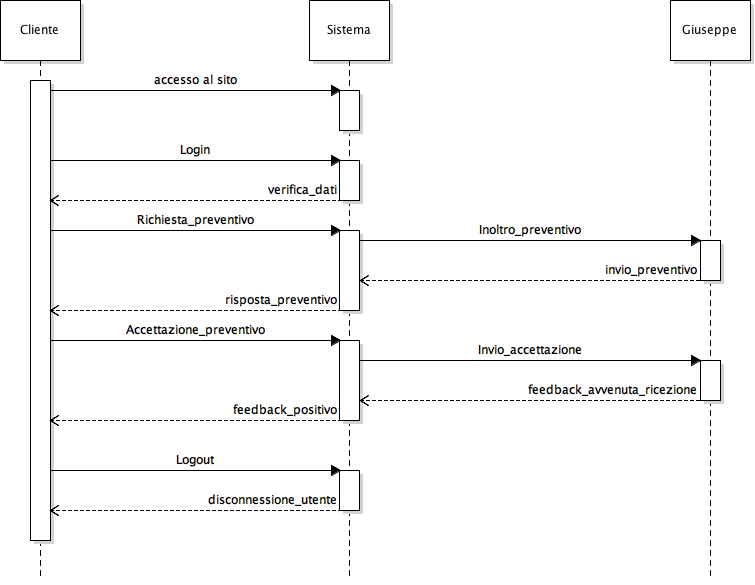 Cliente
Sistema
Giuseppe
accesso al sito
Login
verifica_dati
Richiesta_preventivo
Inoltro_preventivo
invio_preventivo
risposta_preventivo
Accettazione_preventivo
Invio_accettazione
feedback_avvenuta_ricezione
feedback_positivo
Logout
disconnessione_utente